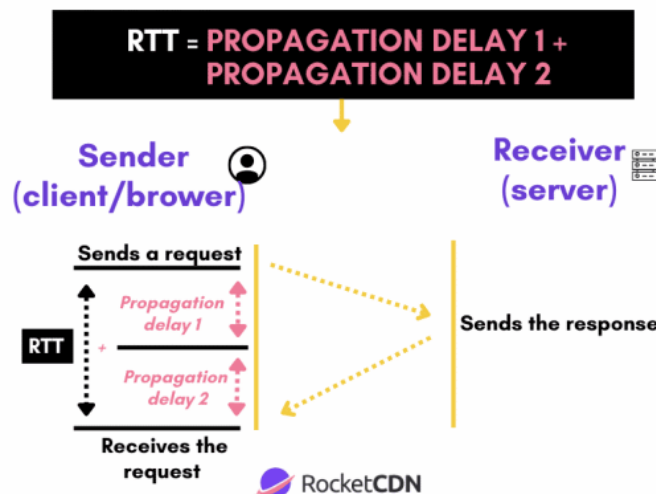 RTT = PROPAGATION DELAY 1 +
PROPAGATION DELAY 2
Sender
(client/brower)
Receiver
(server)
Sends a request
Propagation
delay 1
RTT
+
Propagation
delay 2
Receives the
request
Sends the response
RocketCDN